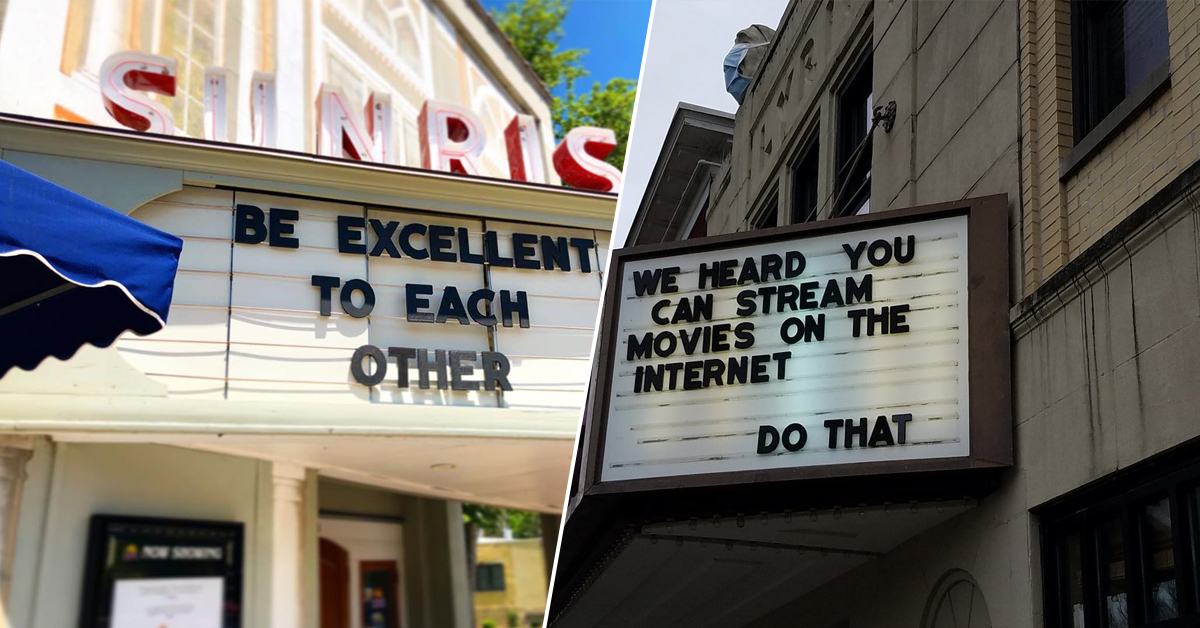 SUNRIS
BE EXCELLENT
TO EACH
OTHER
NOW SHOWING
WE HEARD YOU
CAN STREAM
MOVIES ON THE
INTERNET
DO THAT